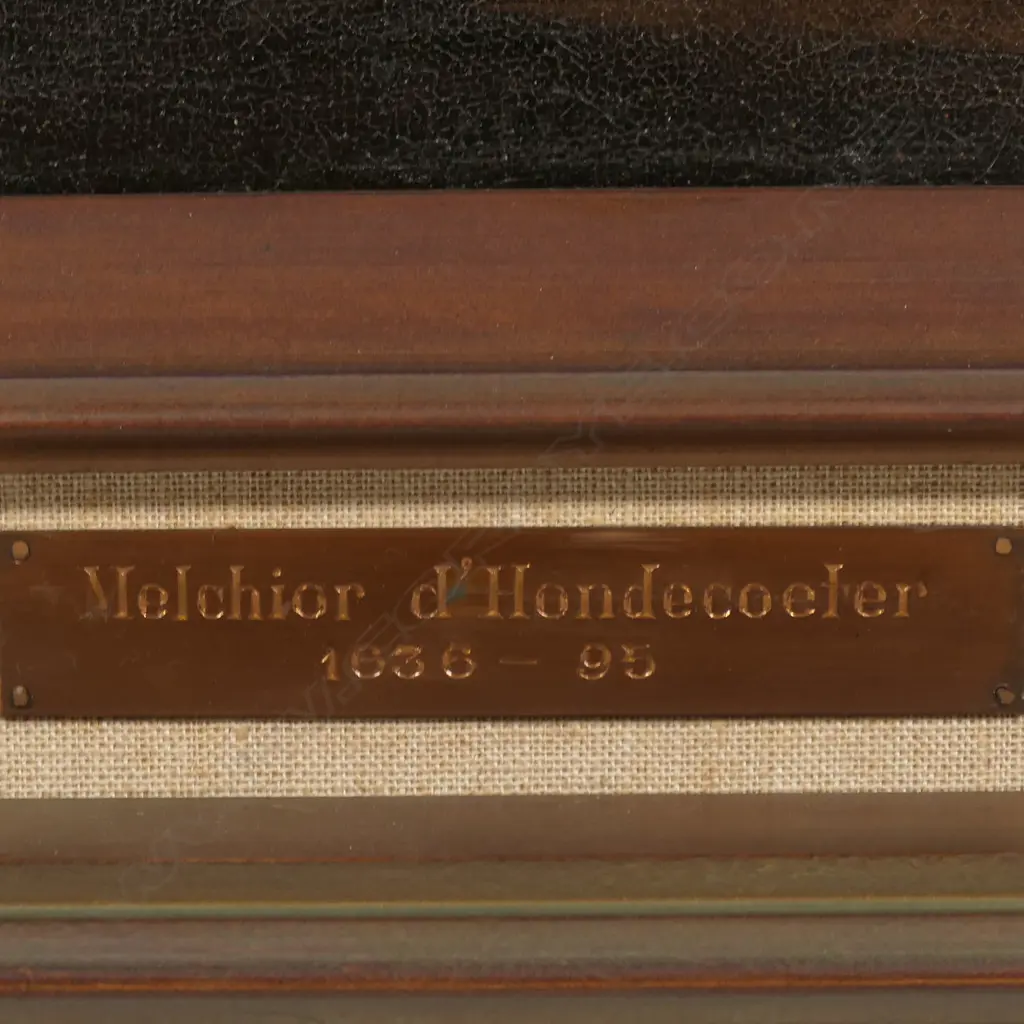 Melchior d'Hondecoeter
1636 – 95